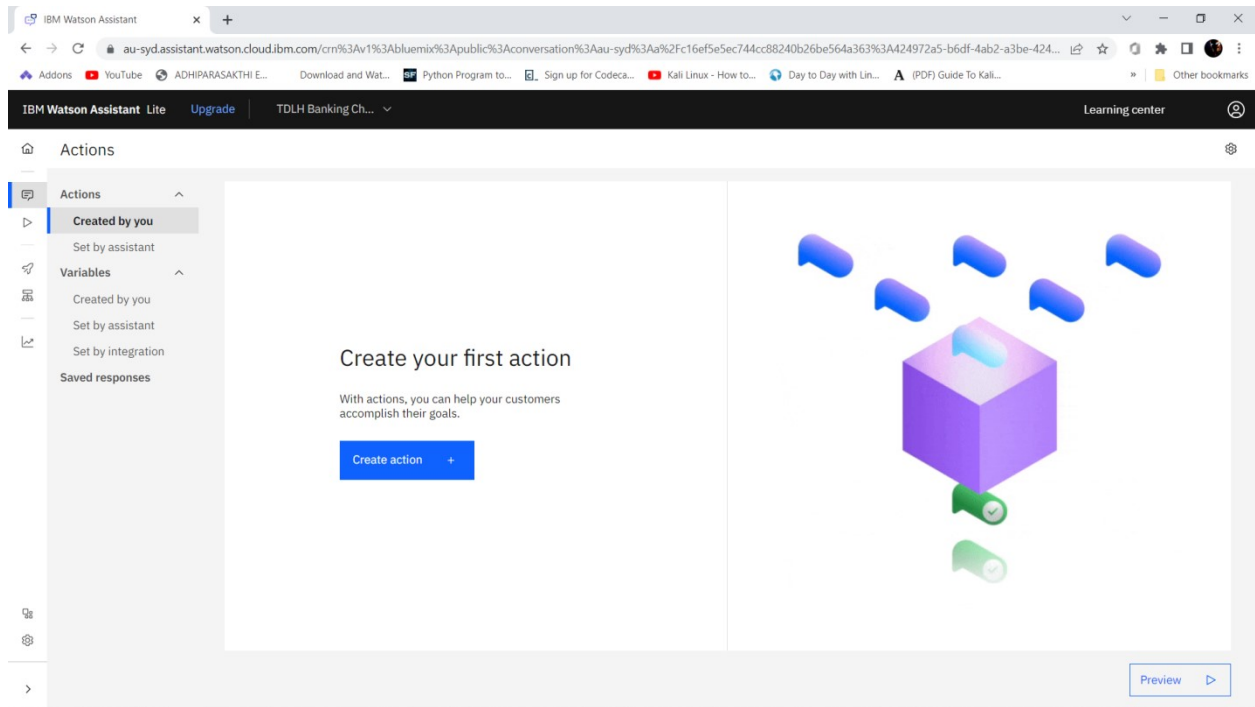 IBM Watson Assistant
au-syd.assistant.watson.cloud.ibm.com/crn%3Av1%3Abluemix%3Apublic%3Aconversation%3Aau-syd%3Aa%2Fc16ef5e5ec744cc88240b26be564a363%3A424972a5-b6df-4ab2-a3be-424...
Addons YouTube ADHIPARASAKTHI E... Download and Wat... SF Python Program to... Sign up for Codeca... Kali Linux - How to... Day to Day with Lin... A (PDF) Guide To Kali... » Other bookmarks
IBM Watson Assistant Lite Upgrade TDLH Banking Ch... Learning center
Actions
Actions
Created by you
Set by assistant
Variables
Created by you
Set by assistant
Set by integration
Saved responses
Create your first action
With actions, you can help your customers
accomplish their goals.
Create action +
Preview